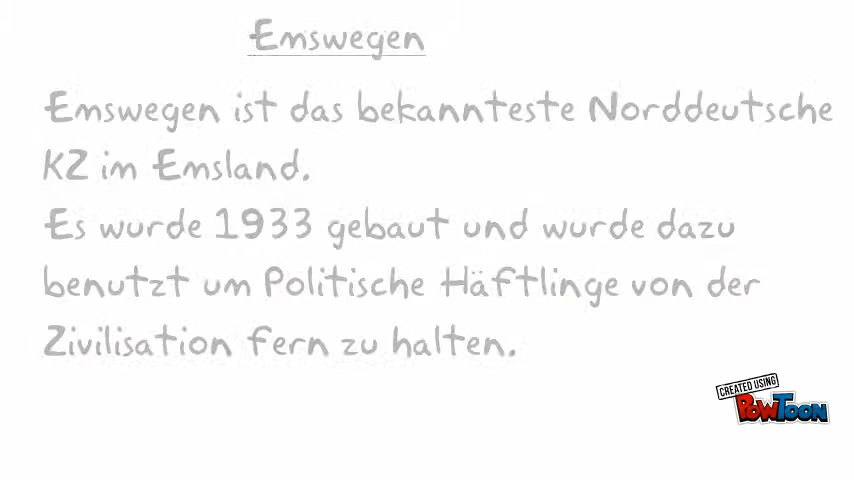 Emswegen
Emswegen ist das bekannteste Norddeutsche
KZ im Emsland.
Es wurde 1933 gebaut und wurde dazu
benutzt um Politische Häftlinge von der
Zivilisation fern zu halten.
CREATED USING
POWTOON